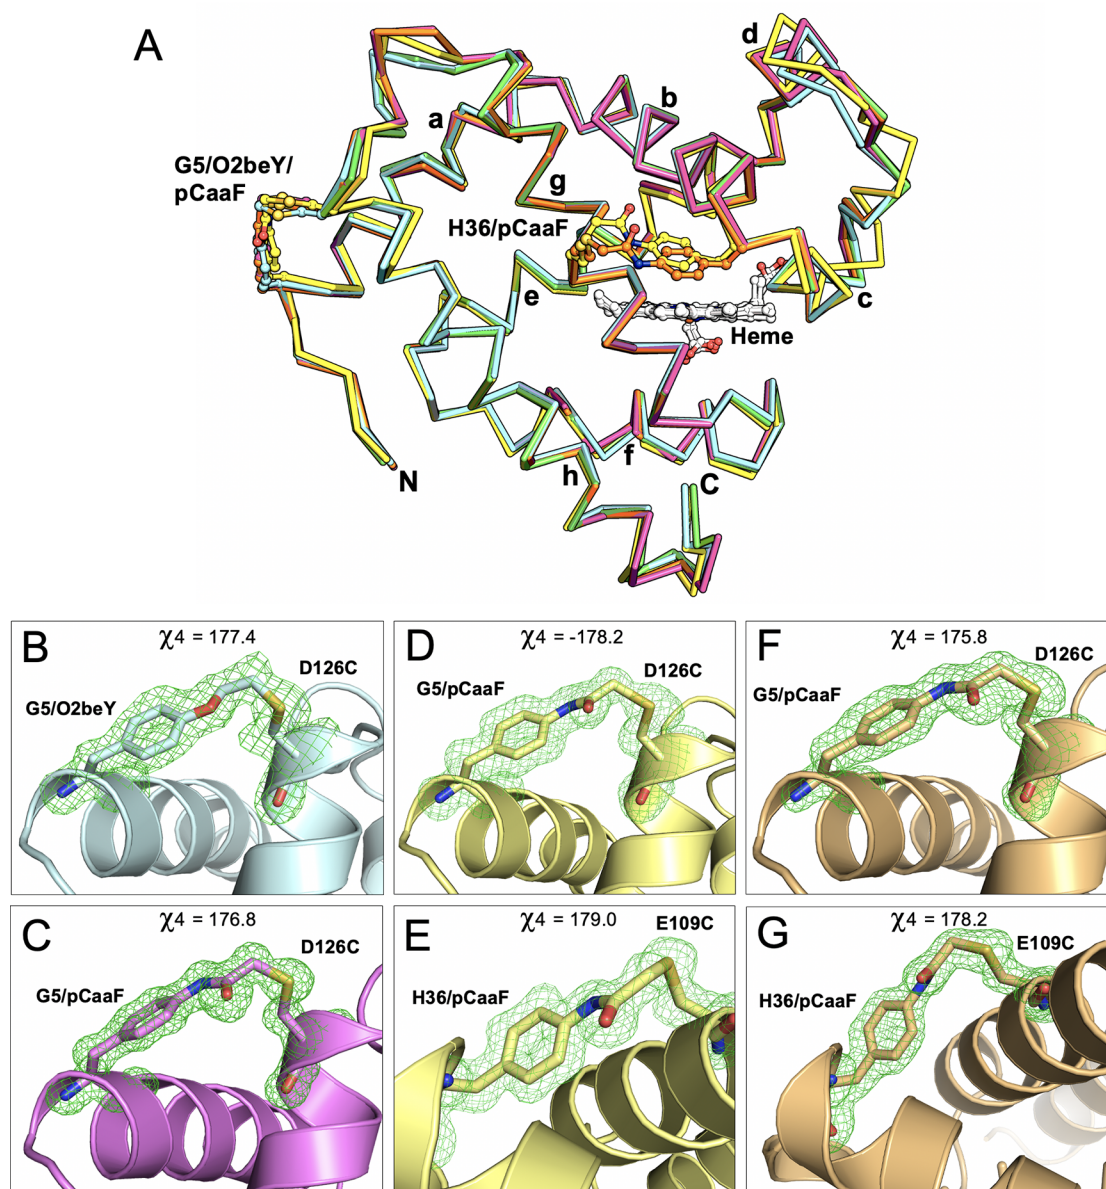 A
d
b
a
G5/O2beY/
pCaaF
g
H36/pCaaF
e
c
Heme
f
h
N
C
B
χ4 = 177.4
D126C
G5/O2beY
D
χ4 = -178.2
D126C
G5/pCaaF
F
χ4 = 175.8
D126C
G5/pCaaF
C
χ4 = 176.8
D126C
G5/pCaaF
E
χ4 = 179.0
E109C
H36/pCaaF
G
χ4 = 178.2
E109C
H36/pCaaF